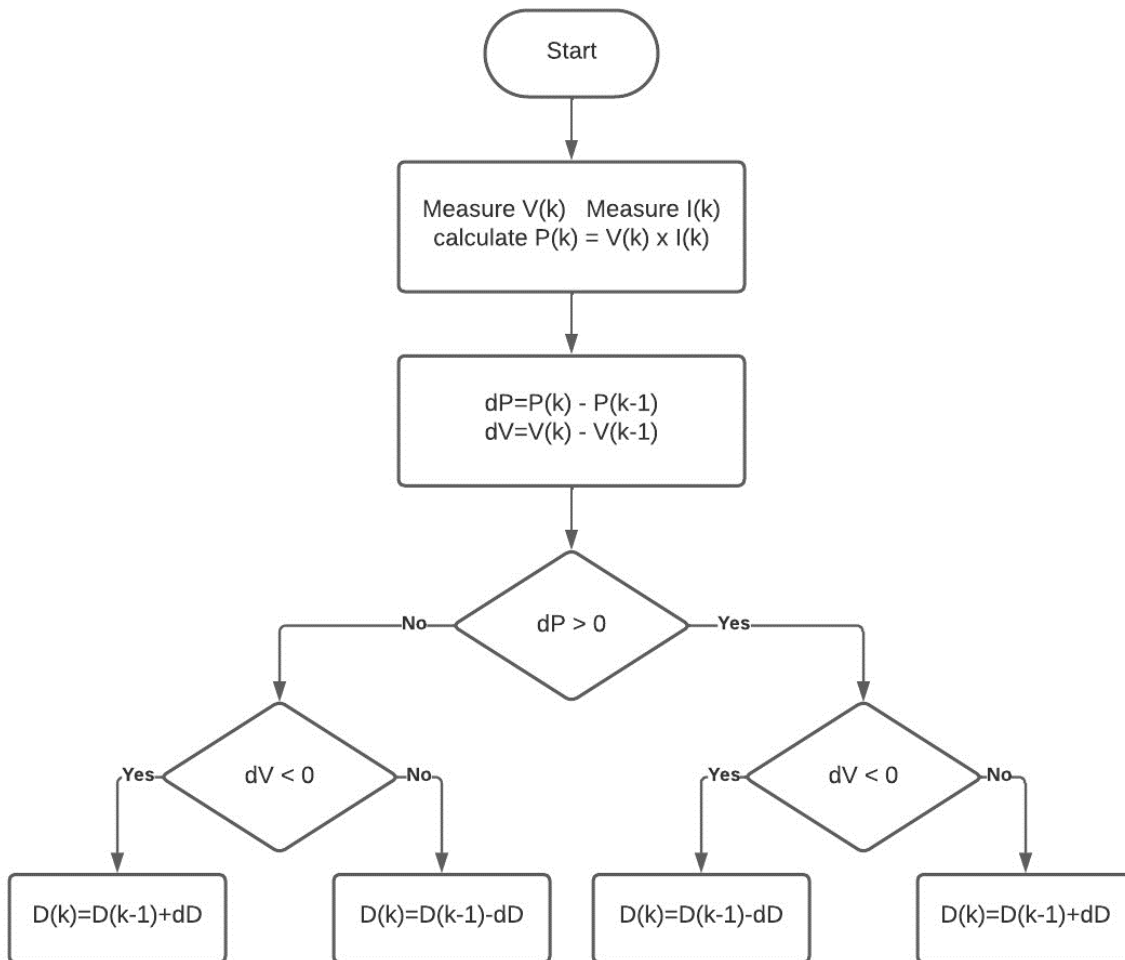 Start
Measure V(k)   Measure I(k)
calculate P(k) = V(k) x I(k)
dP=P(k) - P(k-1)
dV=V(k) - V(k-1)
dP > 0
No
Yes
dV < 0
Yes
No
dV < 0
Yes
No
D(k)=D(k-1)+dD
D(k)=D(k-1)-dD
D(k)=D(k-1)-dD
D(k)=D(k-1)+dD